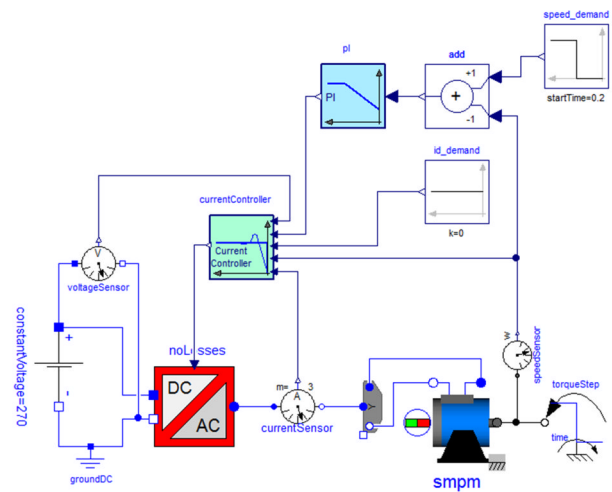 speed_demand
startTime=0.2
add
+1
+
-1
pI
PI
id_demand
k=0
currentController
Current
Controller
V
voltageSensor
constantVoltage=270
+
-
groundDC
noLosses
DC
AC
m=
3
A
currentSensor
Y
smpm
w
speedSensor
torqueStep
time